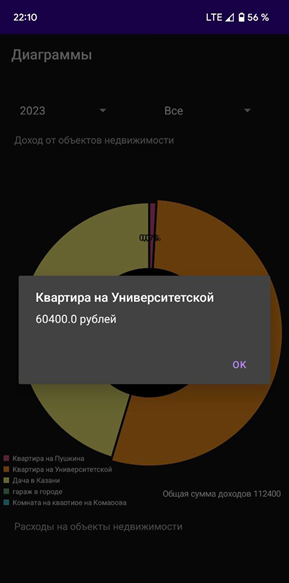 22:10 LTE 56 %
Диаграммы
2023 Все
Доход от объектов недвижимости
Квартира на Университетской
60400.0 рублей
OK
Квартира на Пушкина
Квартира на Университетской
Дача в Казани
гараж в городе
Комната на квартире на Комарова
Общая сумма доходов 112400
Расходы на объекты недвижимости